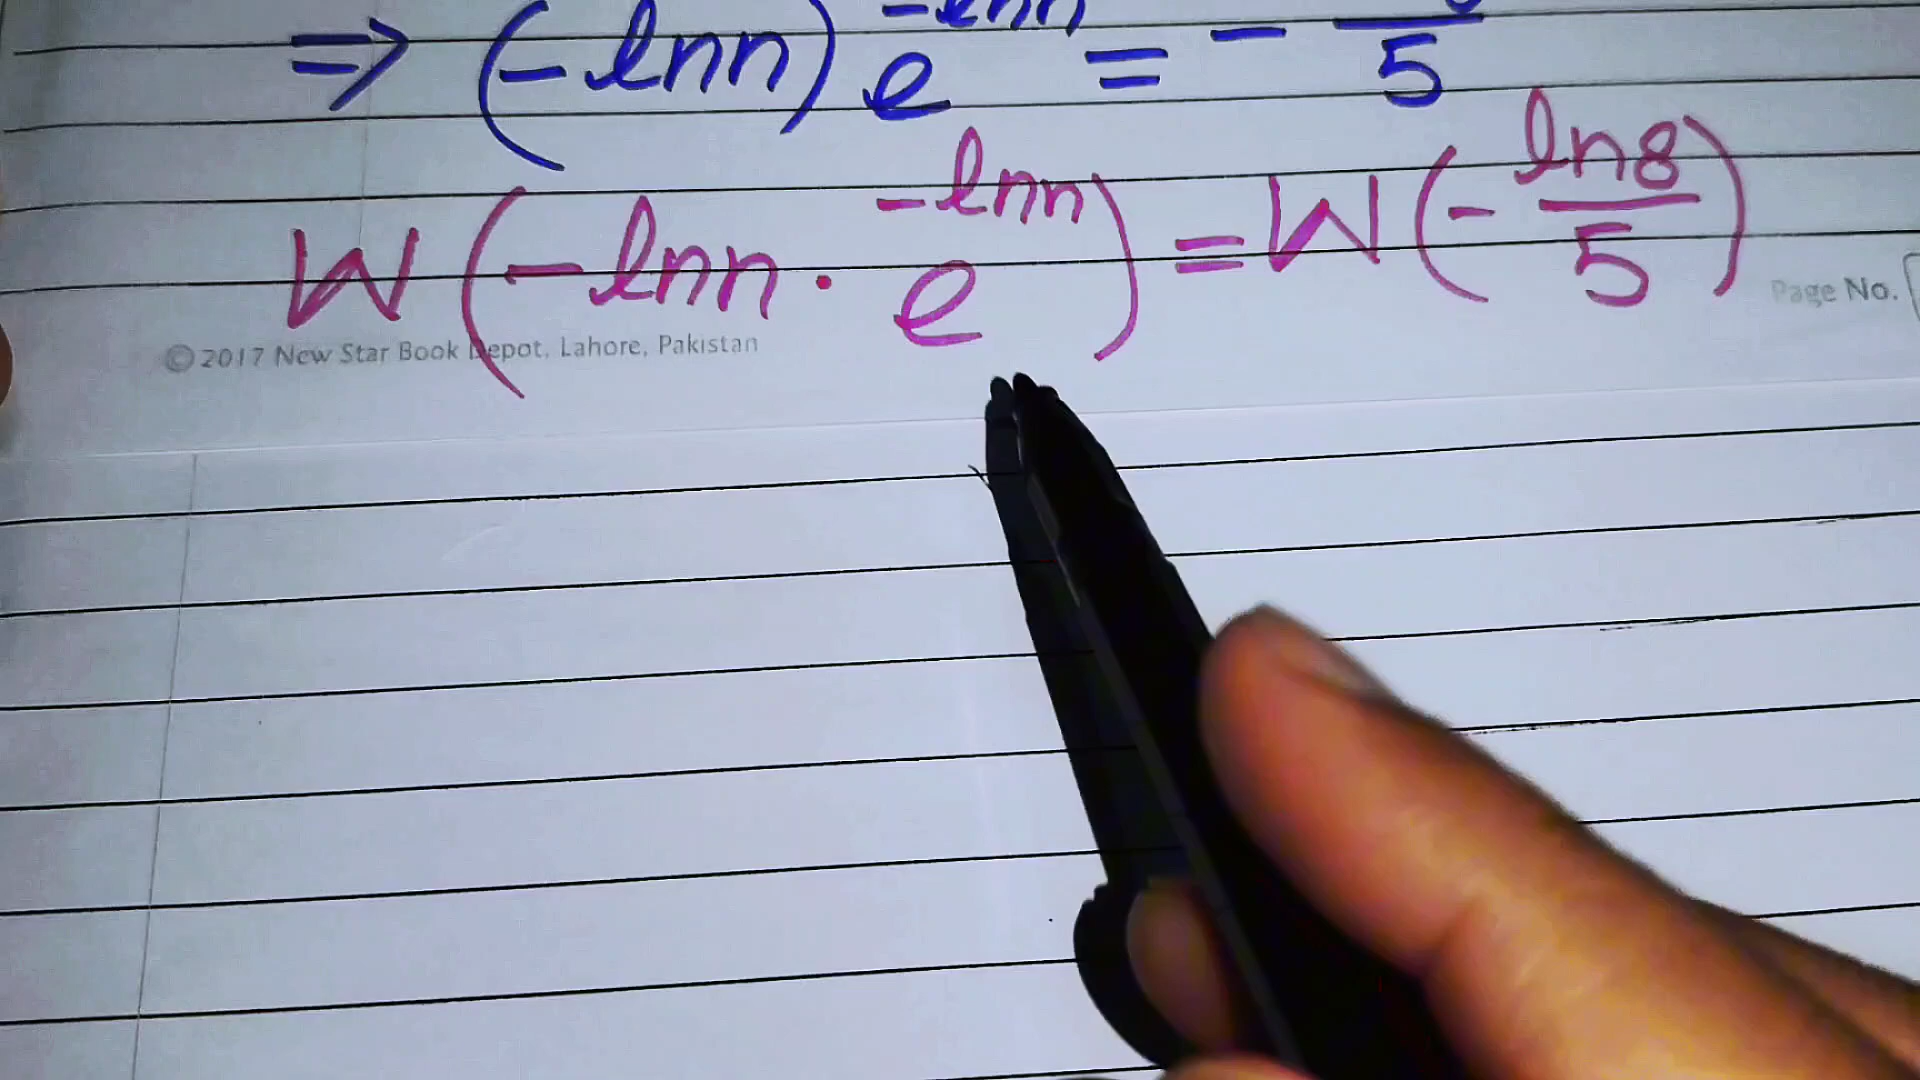 ⇒ (-lnn) e^-lnn = - /5
W(-lnn · e^-lnn) = W(-ln8/5)
Page No.
© 2017 New Star Book Depot, Lahore, Pakistan